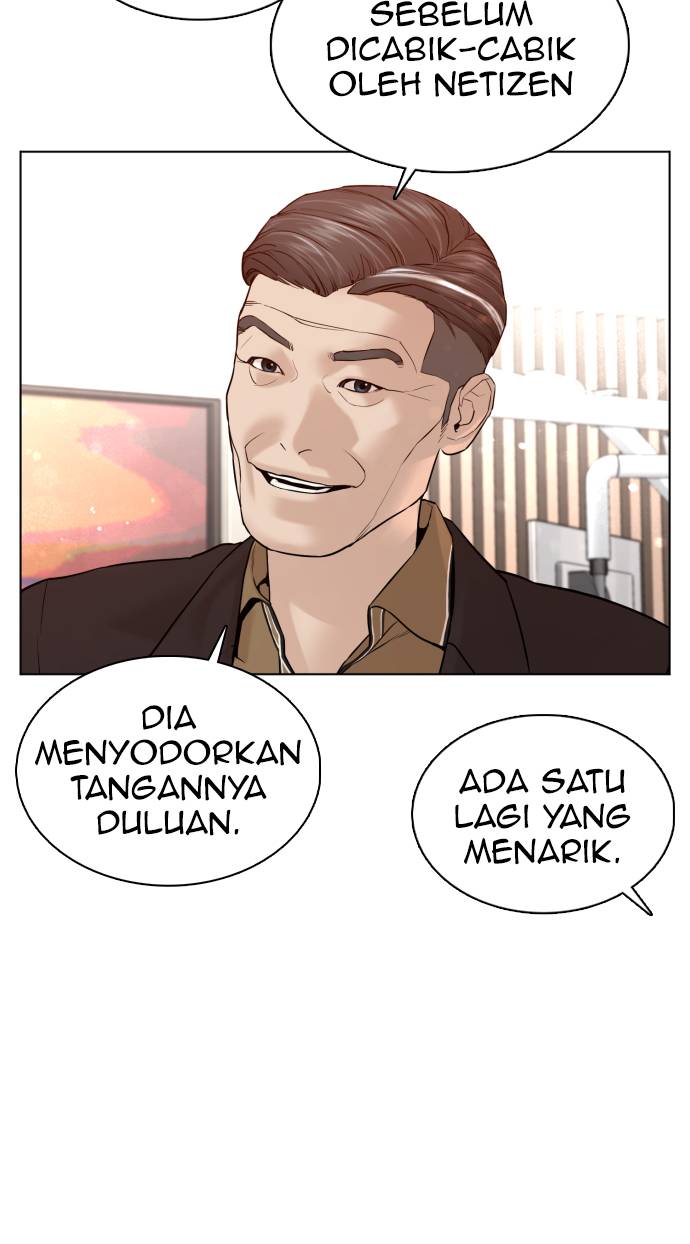 SEBELUM
DICABIK-CABIK
OLEH NETIZEN
DIA
MENYODORKAN
TANGANNYA
DULUAN.
ADA SATU
LAGI YANG
MENARIK.